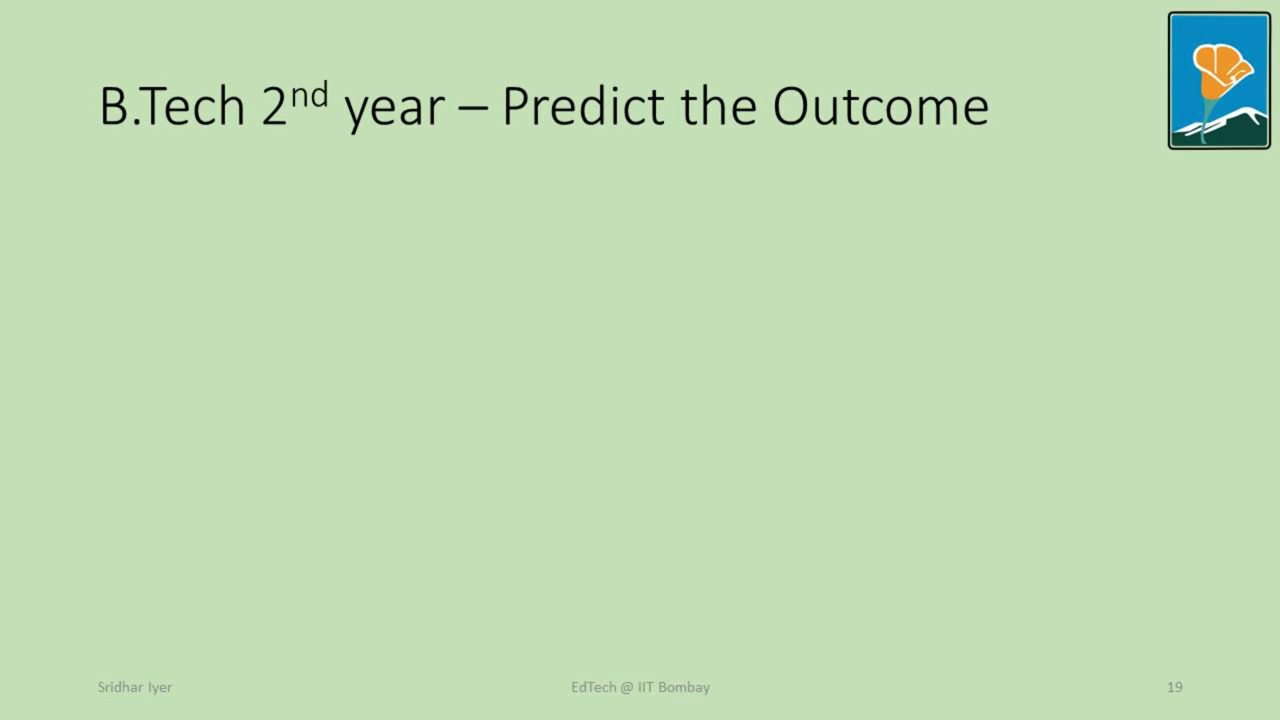 B.Tech 2nd year – Predict the Outcome
Sridhar Iyer
EdTech @ IIT Bombay
19